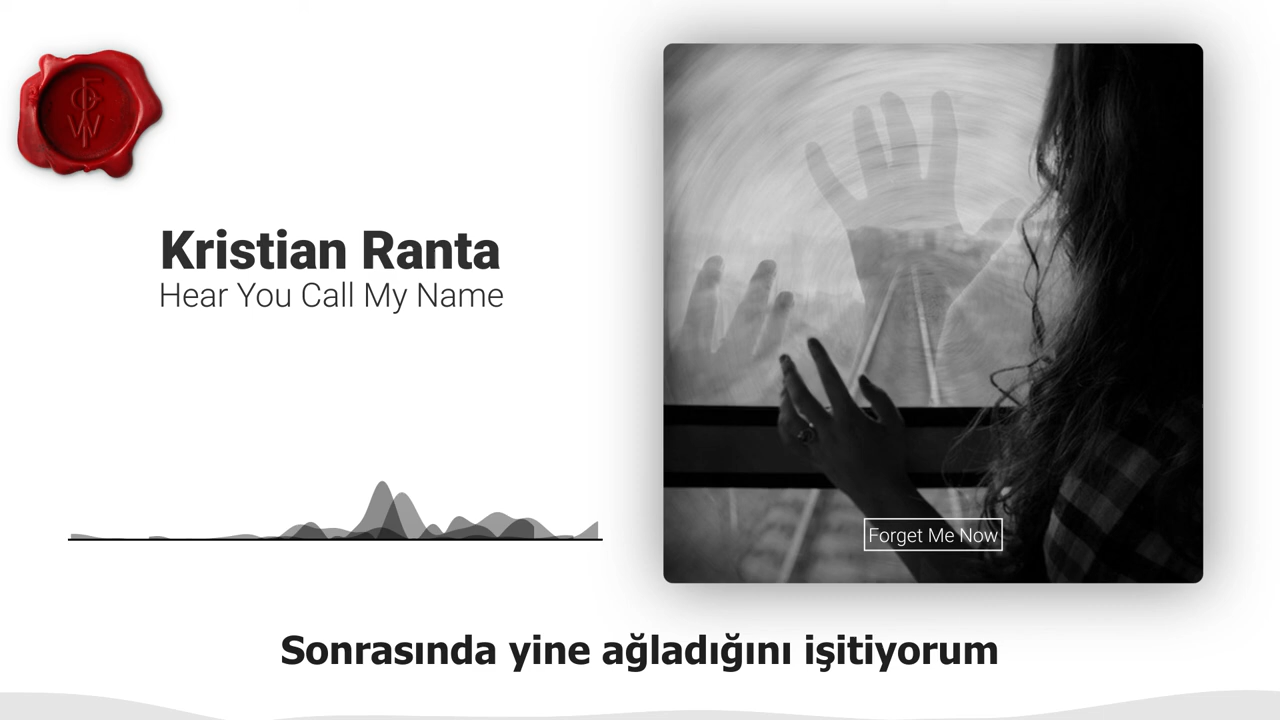 Kristian Ranta
Hear You Call My Name
Forget Me Now
Sonrasında yine ağladığını işitiyorum